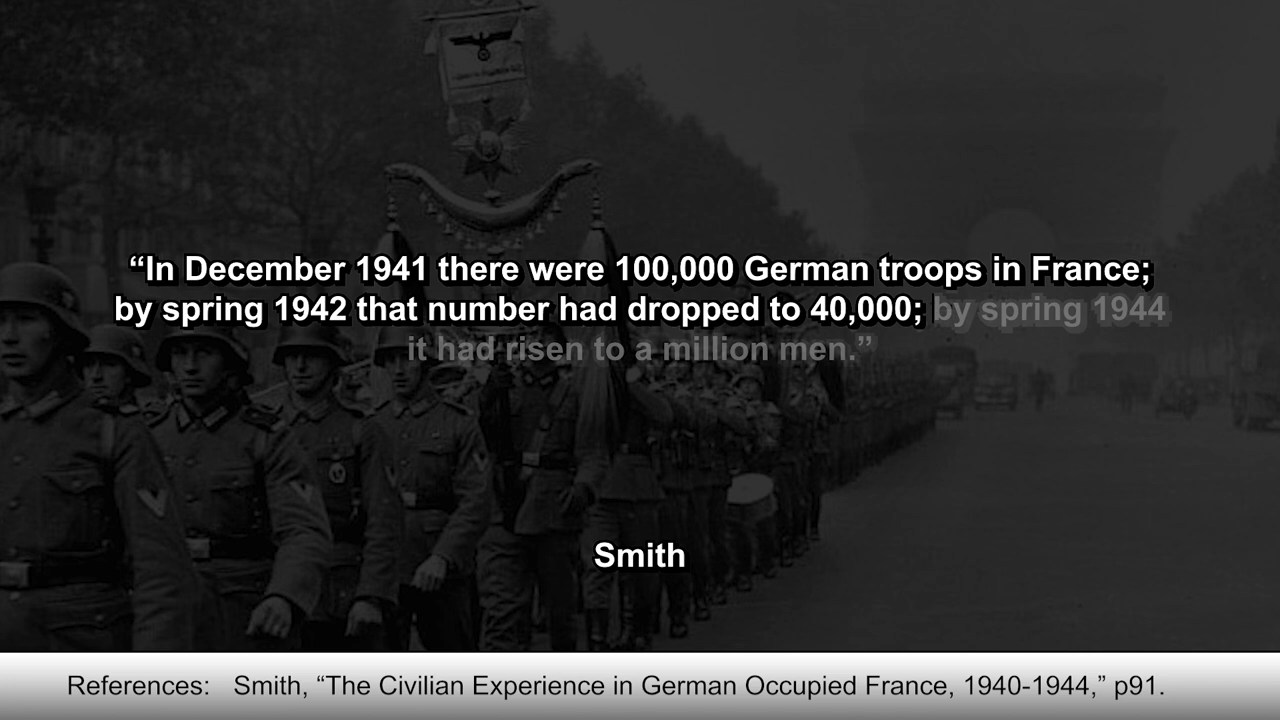 “In December 1941 there were 100,000 German troops in France;
by spring 1942 that number had dropped to 40,000; by spring 1944
it had risen to a million men.”
Smith
References: Smith, “The Civilian Experience in German Occupied France, 1940-1944,” p91.